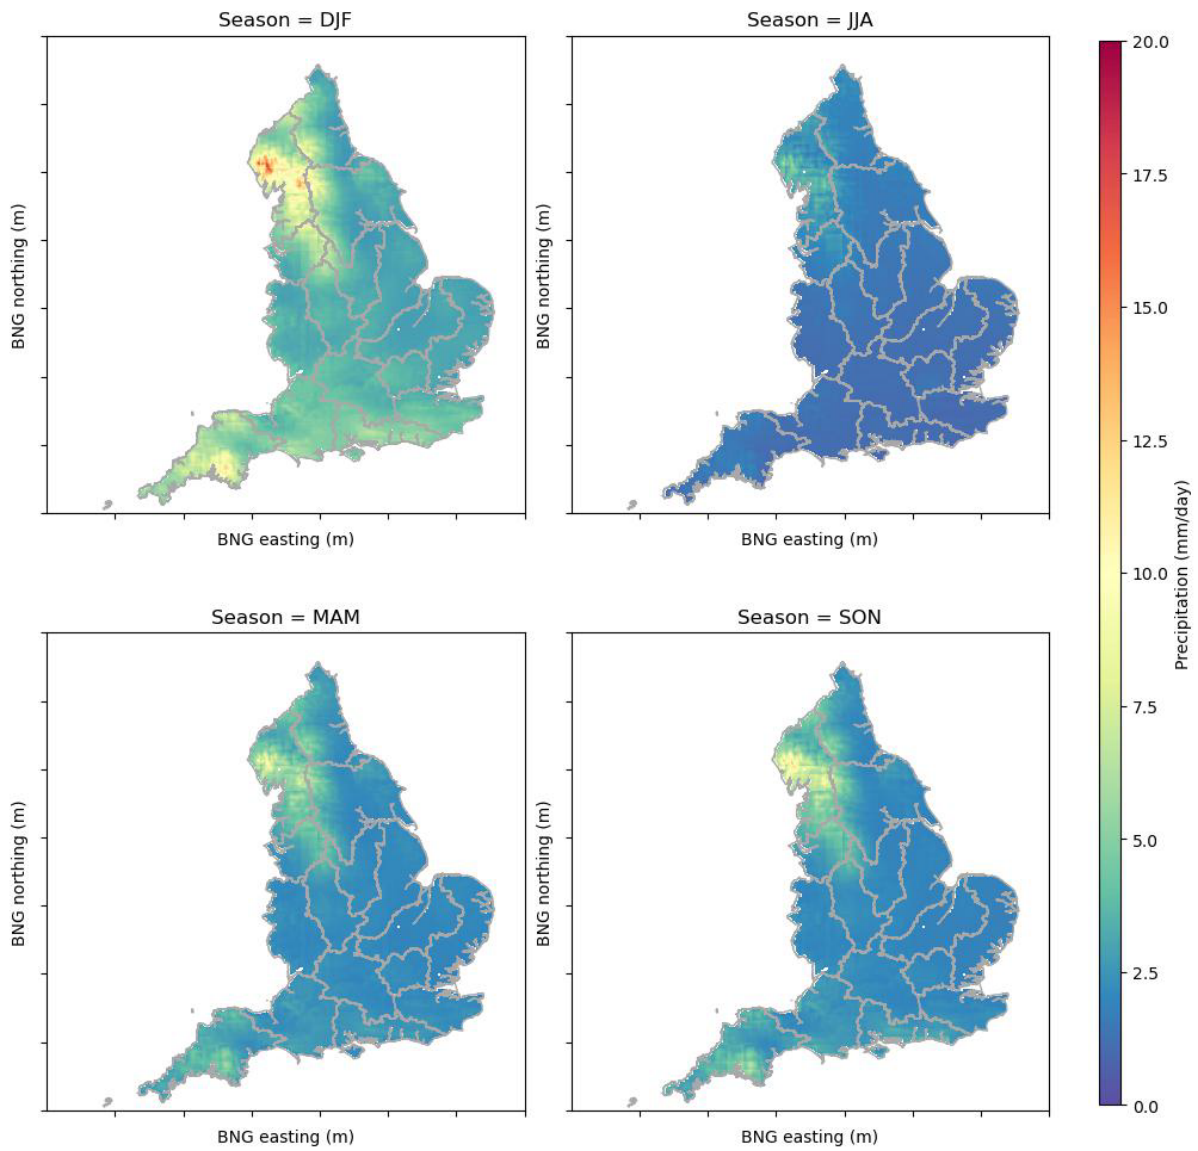 Season = DJF
Season = JJA
BNG northing (m)
BNG northing (m)
BNG easting (m)
BNG easting (m)
Season = MAM
Season = SON
BNG northing (m)
BNG northing (m)
BNG easting (m)
BNG easting (m)
20.0
17.5
15.0
12.5
10.0
7.5
5.0
2.5
0.0
Precipitation (mm/day)